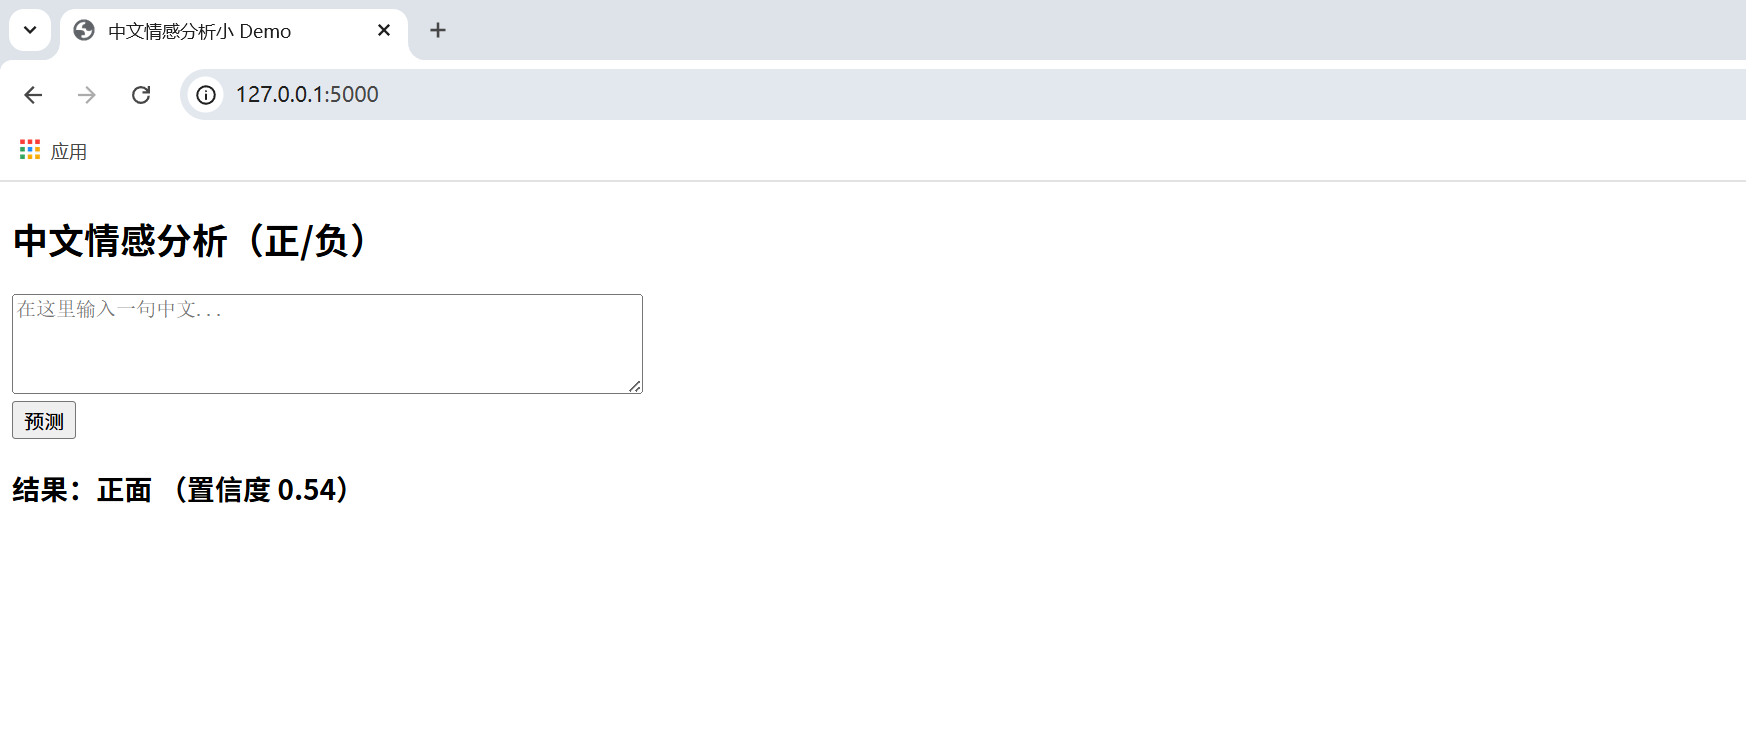 中文情感分析小 Demo
127.0.0.1:5000
应用
中文情感分析（正/负）
在这里输入一句中文...
预测
结果：正面 （置信度 0.54）